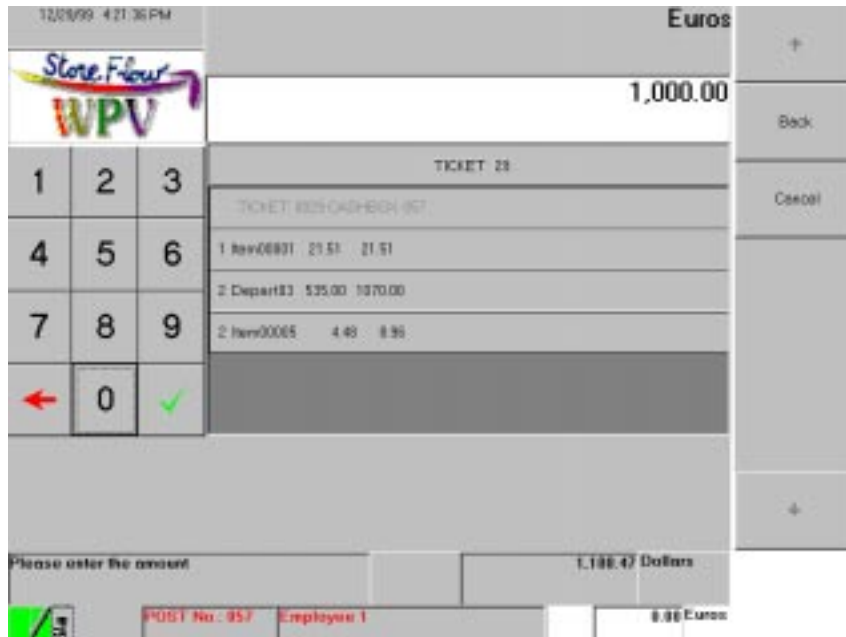 12/28/99 4:21:36 PM
Euros
Store Flow
WPV
1,000.00
Back
Cancel
1 2 3
4 5 6
7 8 9
0
TICKET 28
TICKET CASHBOX 057
1 Item00001 21.51 21.51
2 Depart03 535.00 1070.00
2 Item00005 4.48 8.96
Please enter the amount
Dollars
POST No.: 057 Employee 1
0.00 Euros